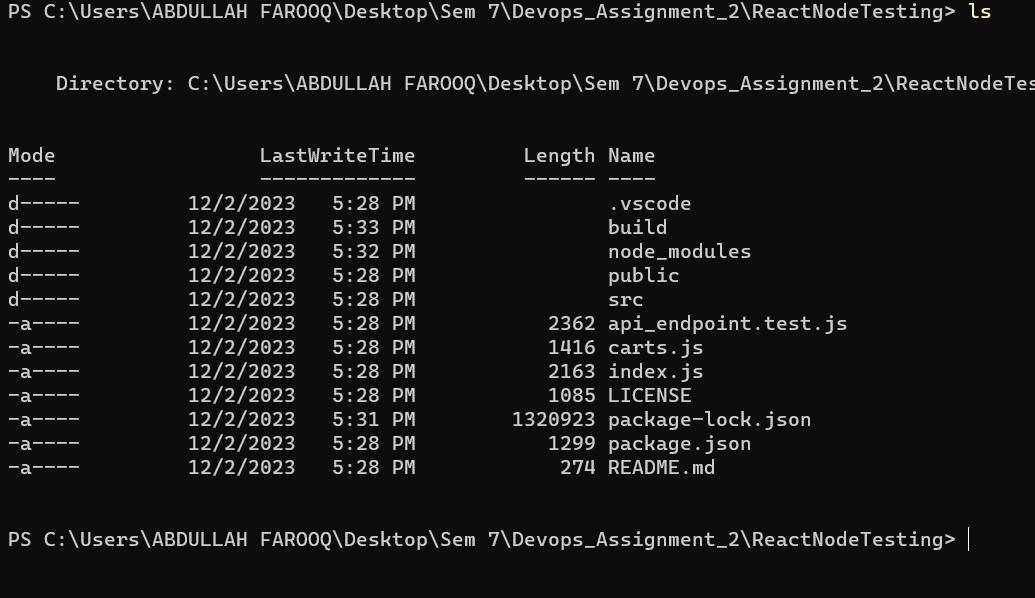 PS C:\Users\ABDULLAH FAROOQ\Desktop\Sem 7\Devops_Assignment_2\ReactNodeTesting> ls
Directory: C:\Users\ABDULLAH FAROOQ\Desktop\Sem 7\Devops_Assignment_2\ReactNodeTes
Mode                 LastWriteTime         Length Name
----                 -------------         ------ ----
d-----         12/2/2023   5:28 PM                .vscode
d-----         12/2/2023   5:33 PM                build
d-----         12/2/2023   5:32 PM                node_modules
d-----         12/2/2023   5:28 PM                public
d-----         12/2/2023   5:28 PM                src
-a----         12/2/2023   5:28 PM           2362 api_endpoint.test.js
-a----         12/2/2023   5:28 PM           1416 carts.js
-a----         12/2/2023   5:28 PM           2163 index.js
-a----         12/2/2023   5:28 PM           1085 LICENSE
-a----         12/2/2023   5:31 PM        1320923 package-lock.json
-a----         12/2/2023   5:28 PM           1299 package.json
-a----         12/2/2023   5:28 PM            274 README.md
PS C:\Users\ABDULLAH FAROOQ\Desktop\Sem 7\Devops_Assignment_2\ReactNodeTesting>